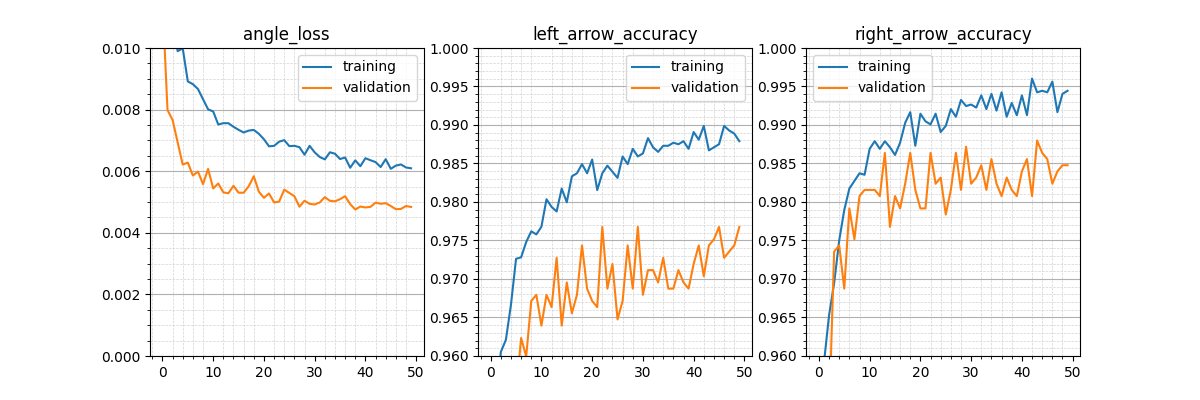 angle_loss
0.010
0.008
0.006
0.004
0.002
0.000
0 10 20 30 40 50
training
validation
left_arrow_accuracy
1.000
0.995
0.990
0.985
0.980
0.975
0.970
0.965
0.960
0 10 20 30 40 50
training
validation
right_arrow_accuracy
1.000
0.995
0.990
0.985
0.980
0.975
0.970
0.965
0.960
0 10 20 30 40 50
training
validation